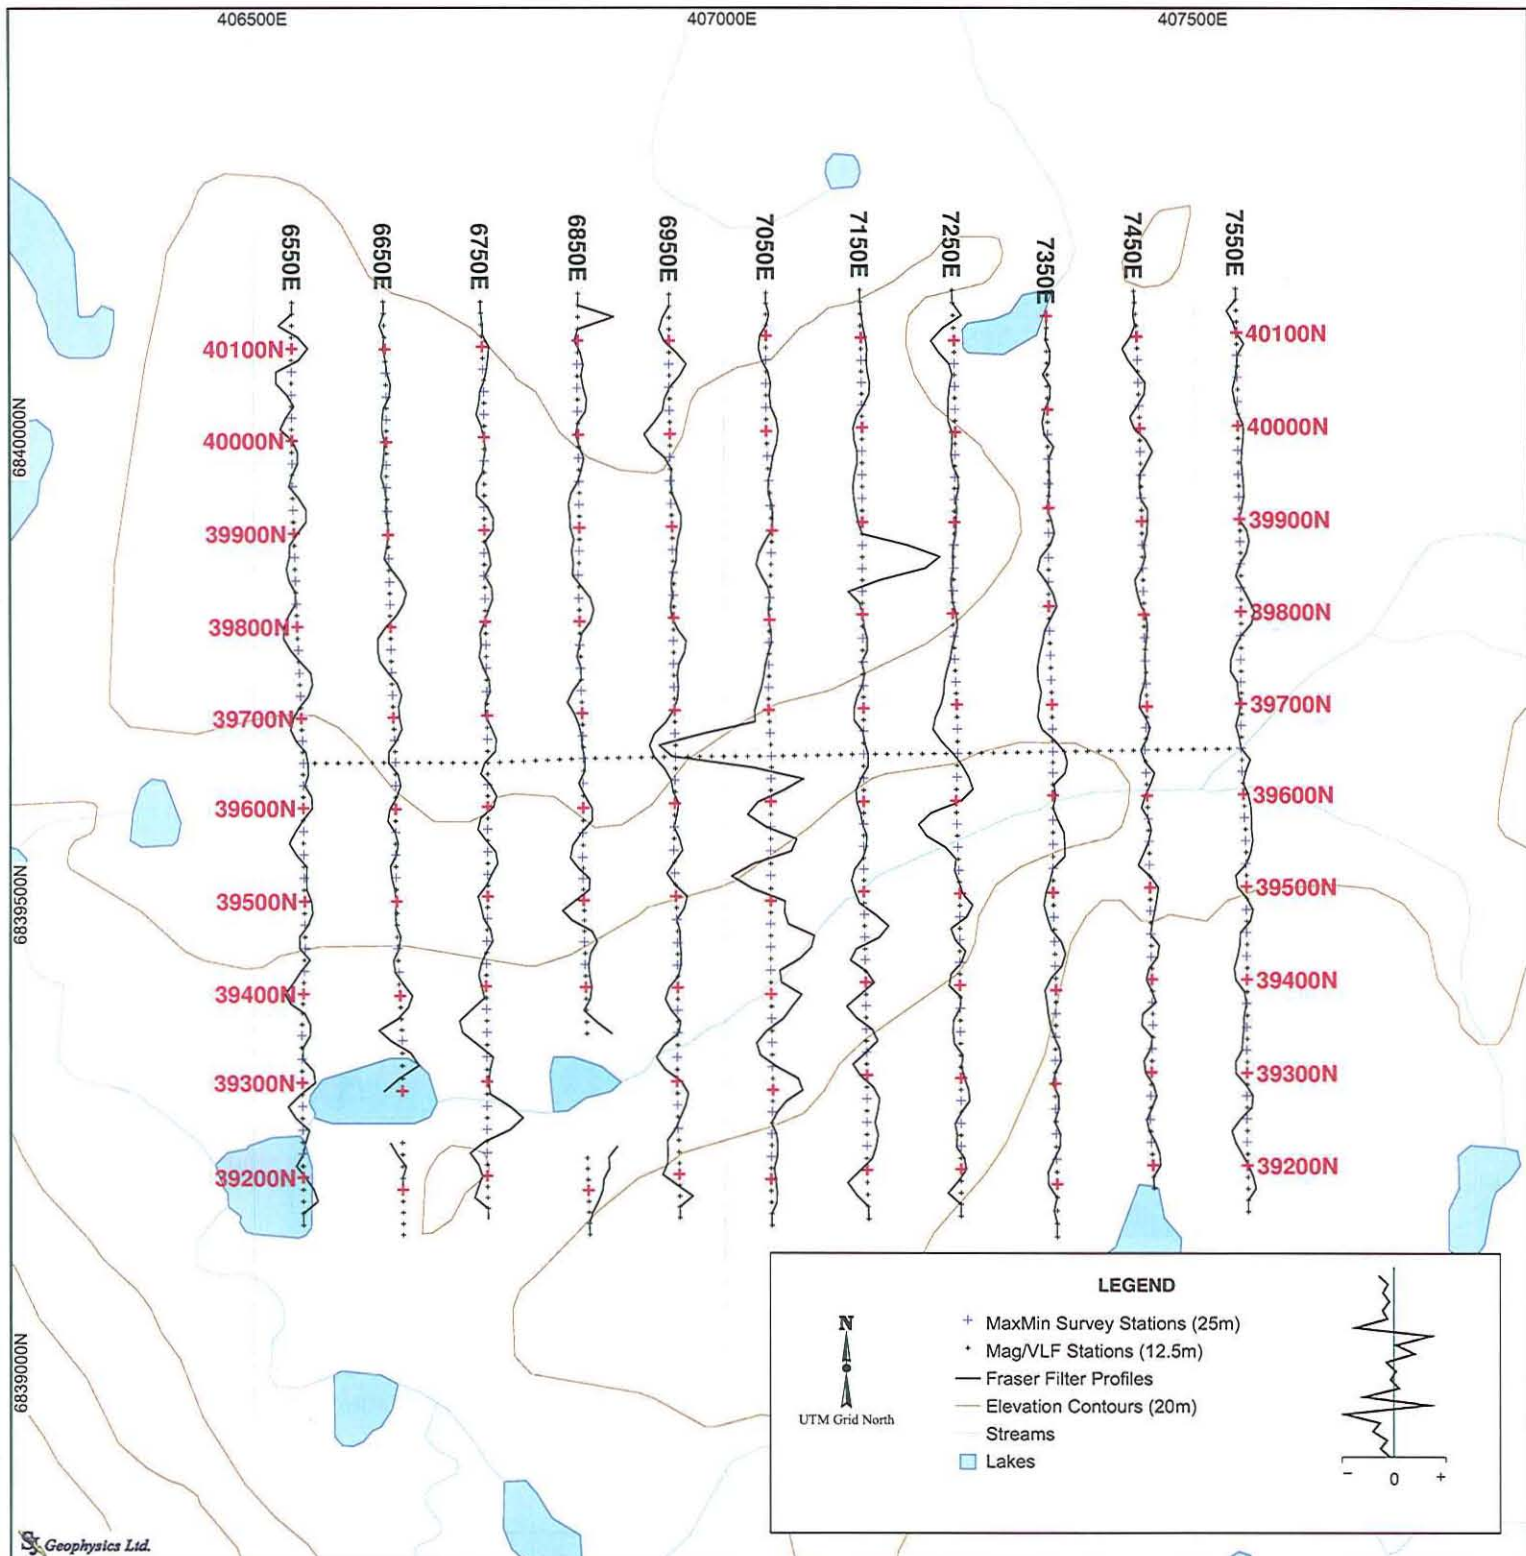 406500E
407000E
407500E
6550E
6650E
6750E
6850E
6950E
7050E
7150E
7250E
7350E
7450E
7550E
40100N
40100N
6840000N
40000N
40000N
39900N
39900N
39800N
39800N
39700N
39700N
39600N
39600N
6839500N
39500N
39500N
39400N
39400N
39300N
39300N
39200N
39200N
6839000N
LEGEND
N
UTM Grid North
MaxMin Survey Stations (25m)
Mag/VLF Stations (12.5m)
Fraser Filter Profiles
Elevation Contours (20m)
Streams
Lakes
− 0 +
SJ Geophysics Ltd.